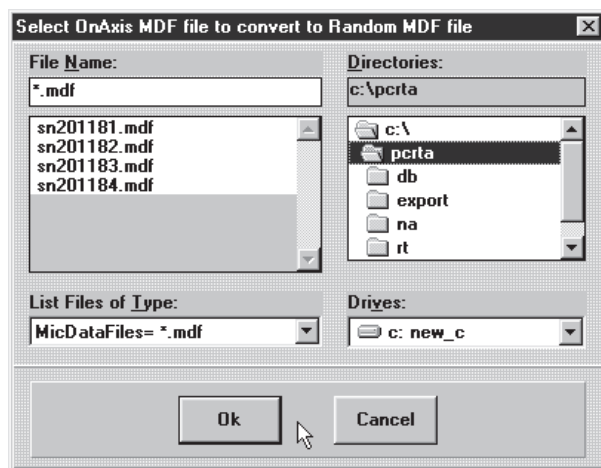 Select OnAxis MDF file to convert to Random MDF file
File Name:
*.mdf
sn201181.mdf
sn201182.mdf
sn201183.mdf
sn201184.mdf
List Files of Type:
MicDataFiles= *.mdf
Directories:
c:\pcrta
c:\
pcrta
db
export
na
rt
Drives:
c: new_c
Ok
Cancel